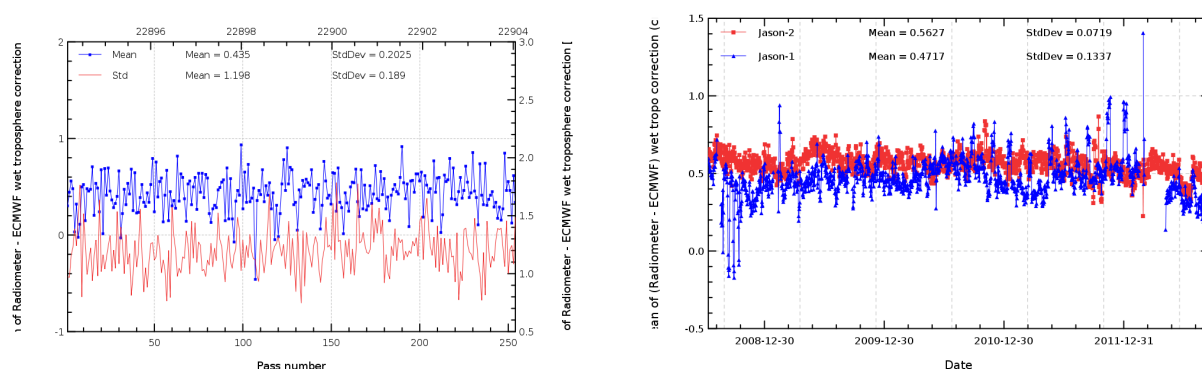 22896 22898 22900 22902 22904
2 3.0
Mean Mean = 0.435 StdDev = 0.2025
Std Mean = 1.198 StdDev = 0.189
2.5
1 2.0
1.5
0 1.0
-1 0.5
50 100 150 200 250
Pass number
of Radiometer - ECMWF wet troposphere correction
of Radiometer - ECMWF wet troposphere correction [
1.5
Jason-2 Mean = 0.5627 StdDev = 0.0719
Jason-1 Mean = 0.4717 StdDev = 0.1337
1.0
0.5
0.0
-0.5
2008-12-30 2009-12-30 2010-12-30 2011-12-31
Date
of (Radiometer - ECMWF) wet tropo correction (c